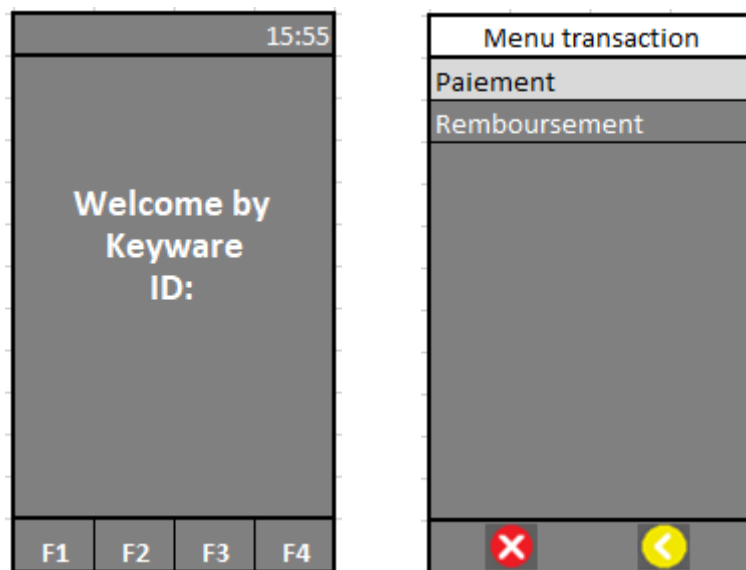 15:55
Welcome by
Keyware
ID:
F1 F2 F3 F4
Menu transaction
Paiement
Remboursement